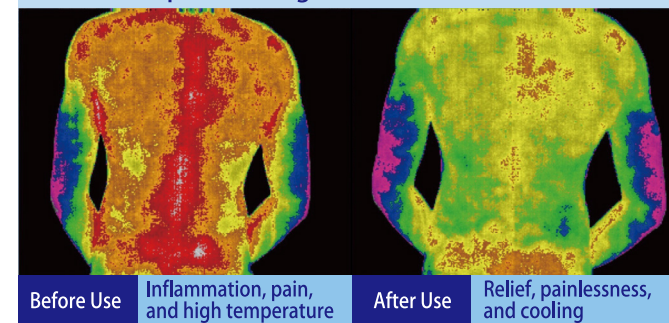 Before Use
Inflammation, pain,
and high temperature
After Use
Relief, painlessness,
and cooling